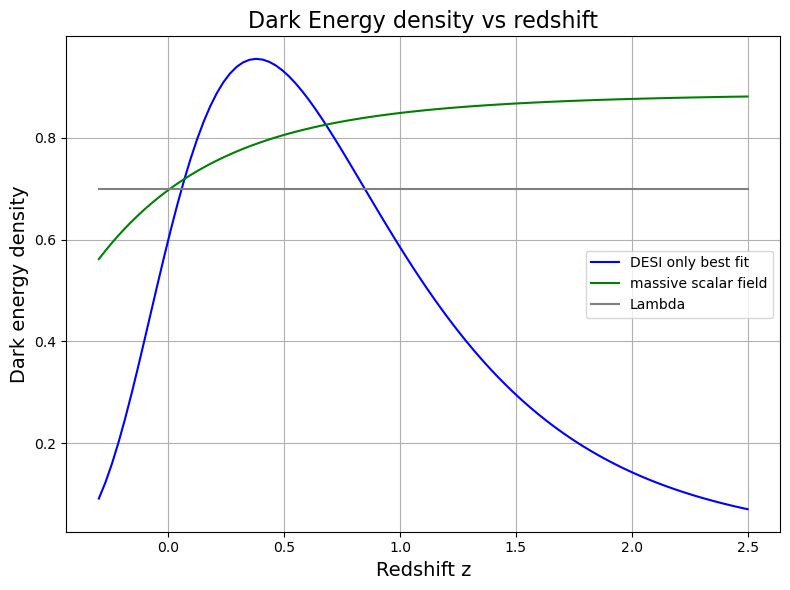 Dark Energy density vs redshift
Dark energy density
0.8
0.6
0.4
0.2
DESI only best fit
massive scalar field
Lambda
0.0 0.5 1.0 1.5 2.0 2.5
Redshift z